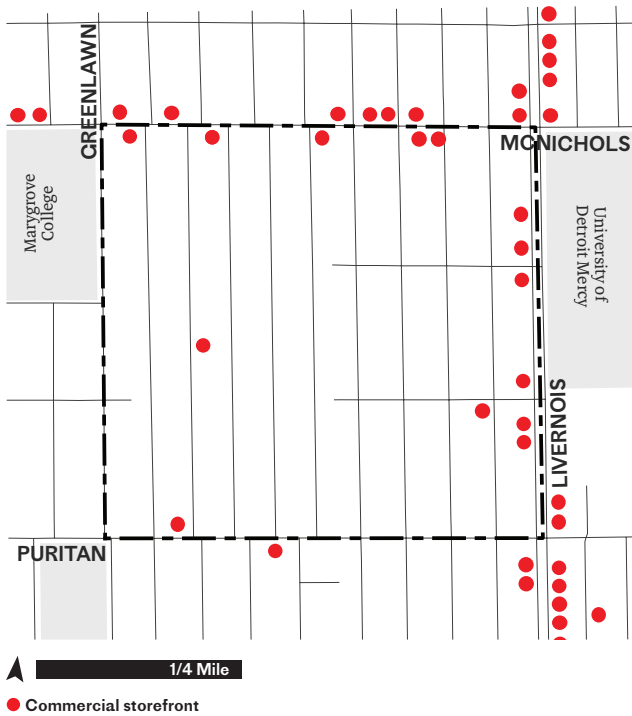 GREENLAWN
MCNICHOLS
Marygrove
College
University of
Detroit Mercy
LIVERNOIS
PURITAN
1/4 Mile
Commercial storefront